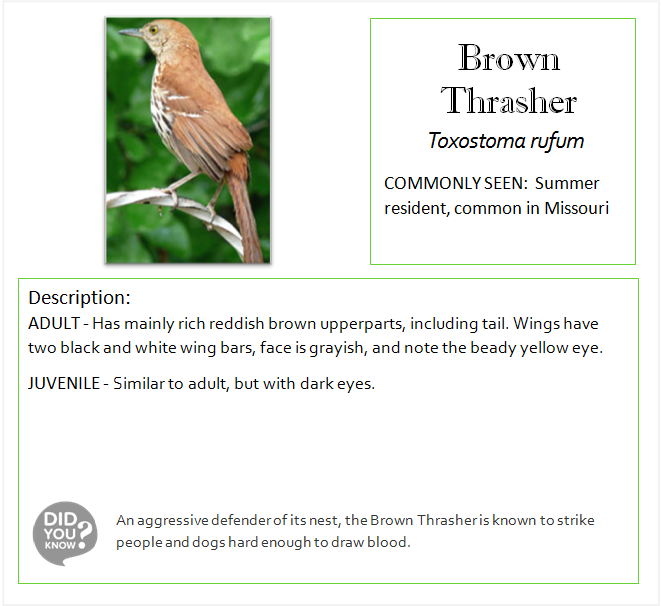 Brown
Thrasher
Toxostoma rufum
COMMONLY SEEN: Summer
resident, common in Missouri
Description:
ADULT - Has mainly rich reddish brown upperparts, including tail. Wings have
two black and white wing bars, face is grayish, and note the beady yellow eye.
JUVENILE - Similar to adult, but with dark eyes.
DID
YOU
KNOW?
An aggressive defender of its nest, the Brown Thrasher is known to strike
people and dogs hard enough to draw blood.